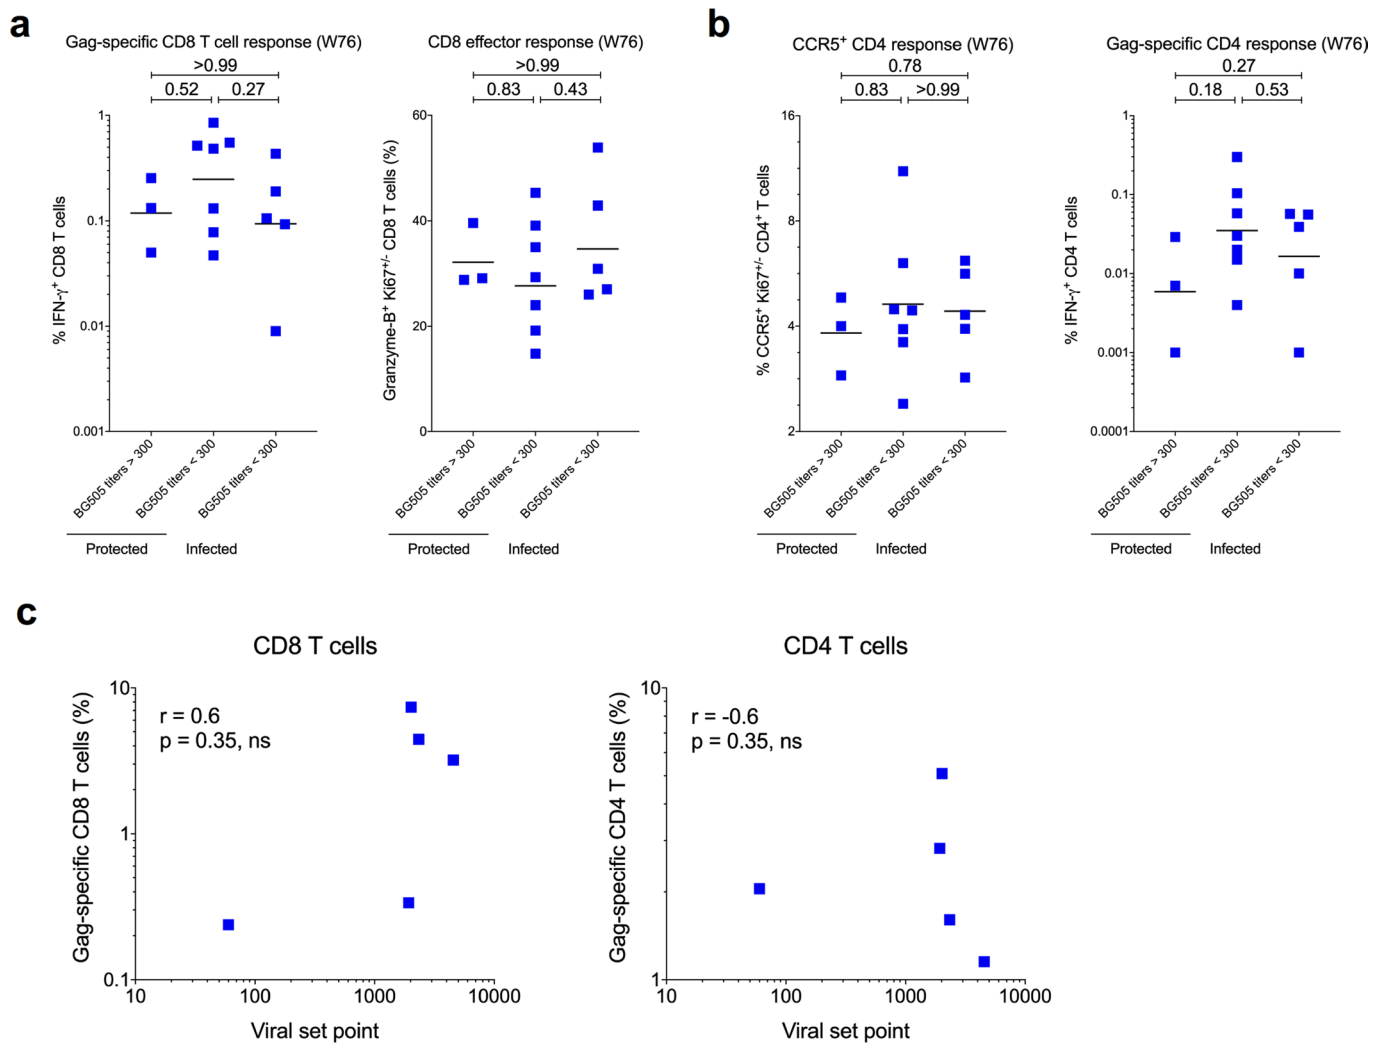 a
Gag-specific CD8 T cell response (W76)
>0.99
0.52 0.27
% IFN-γ+ CD8 T cells
1
0.1
0.01
0.001
BG505 titers > 300
BG505 titers < 300
BG505 titers < 300
Protected Infected
CD8 effector response (W76)
>0.99
0.83 0.43
Granzyme-B+ Ki67+/- CD8 T cells (%)
60
40
20
0
BG505 titers > 300
BG505 titers < 300
BG505 titers < 300
Protected Infected
b
CCR5+ CD4 response (W76)
0.78
0.83 >0.99
% CCR5+ Ki67+/- CD4+ T cells
16
8
4
2
BG505 titers > 300
BG505 titers < 300
BG505 titers < 300
Protected Infected
Gag-specific CD4 response (W76)
0.27
0.18 0.53
% IFN-γ+ CD4 T cells
1
0.1
0.01
0.001
0.0001
BG505 titers > 300
BG505 titers < 300
BG505 titers < 300
Protected Infected
c
CD8 T cells
Gag-specific CD8 T cells (%)
10
1
0.1
r = 0.6
p = 0.35, ns
10 100 1000 10000
Viral set point
CD4 T cells
Gag-specific CD4 T cells (%)
10
1
r = -0.6
p = 0.35, ns
10 100 1000 10000
Viral set point